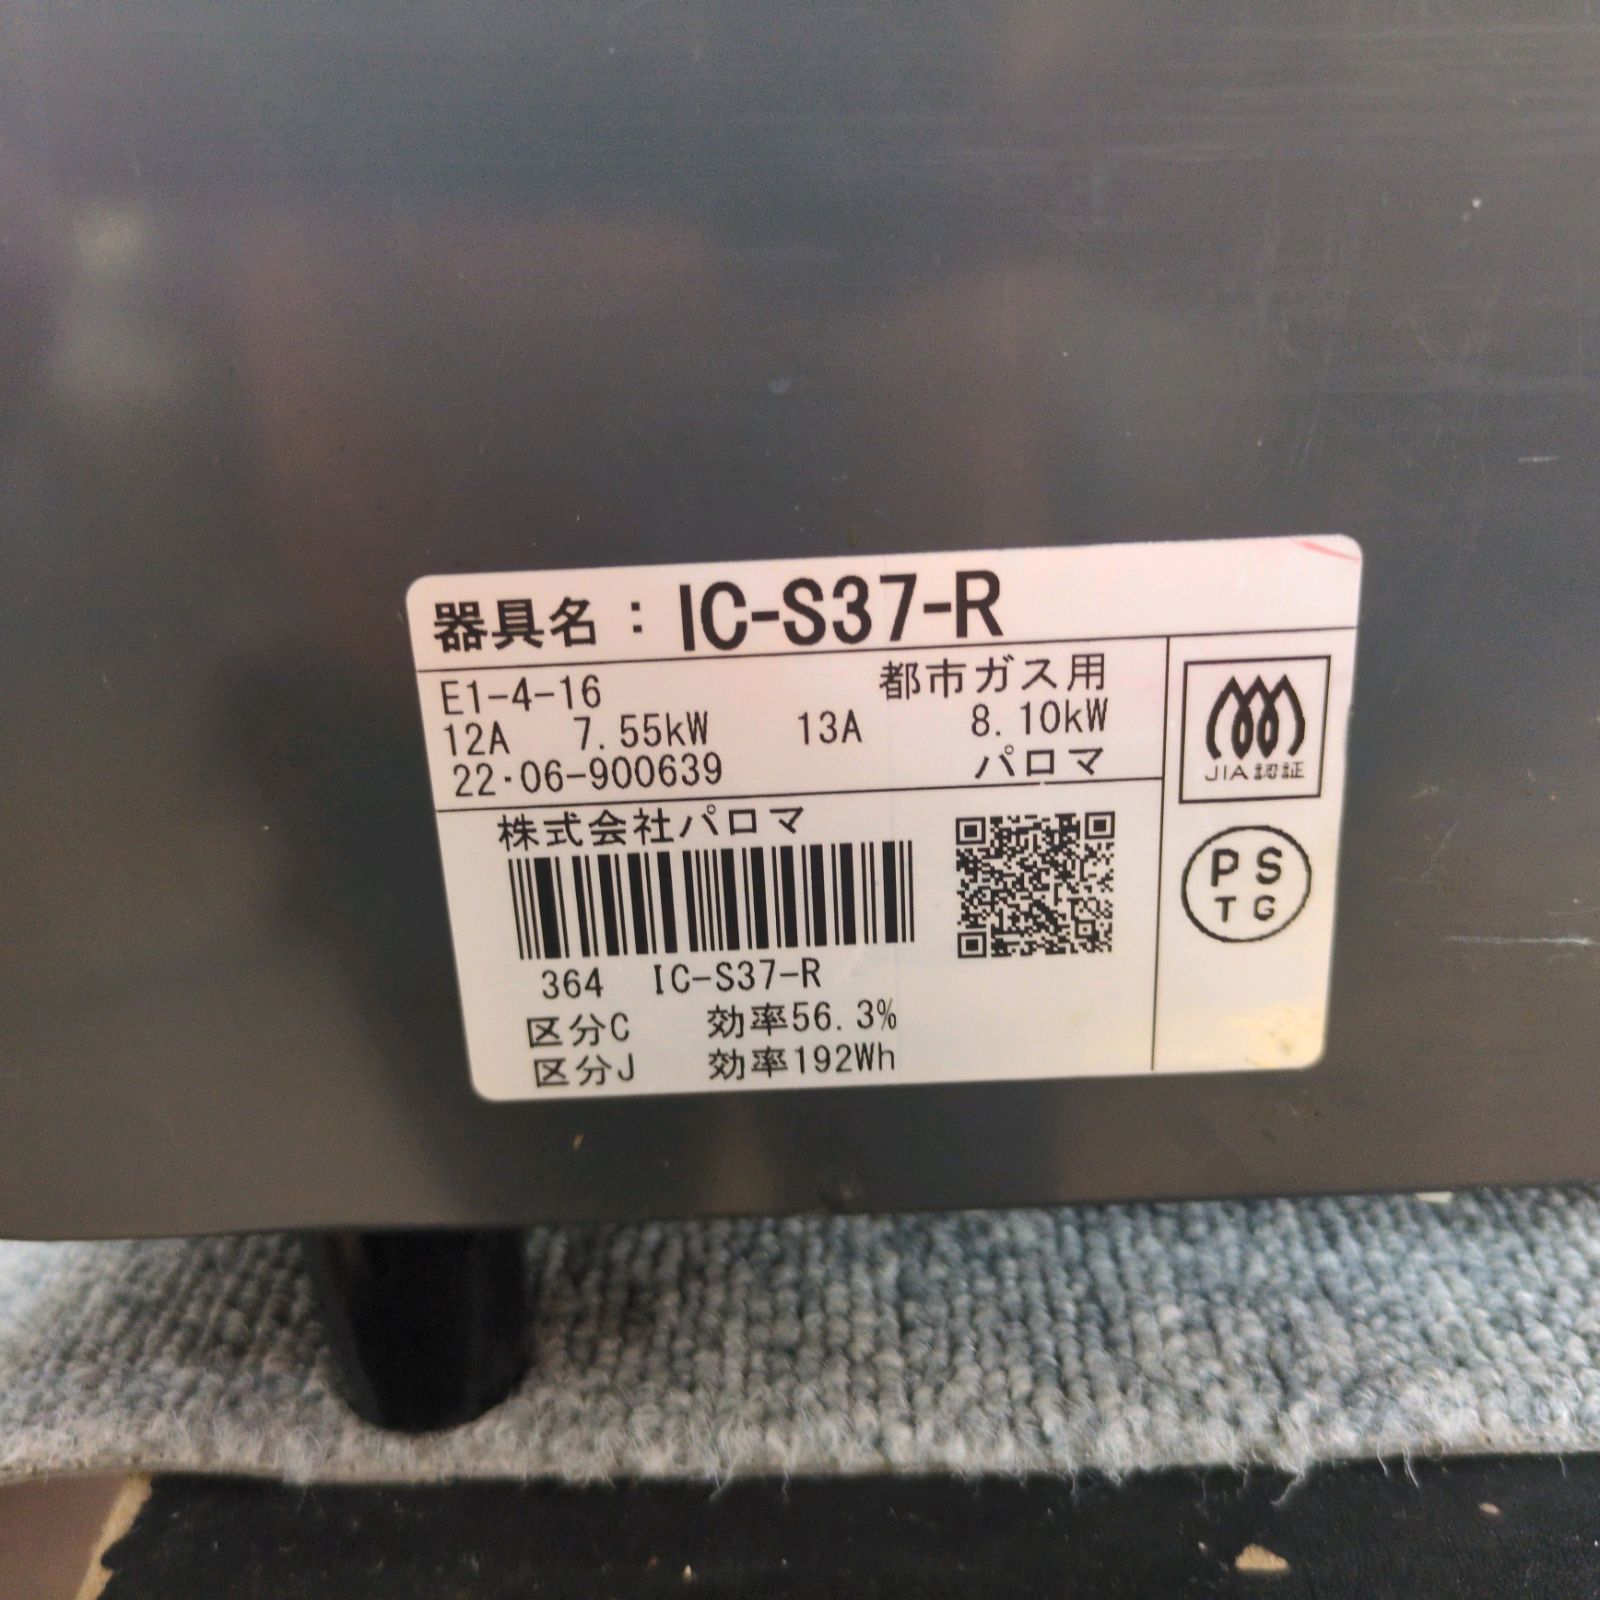 器具名：IC-S37-R
E1-4-16 都市ガス用
12A 7.55kW 13A 8.10kW
22・06-900639 パロマ
JIA認証
株式会社パロマ
PS
TG
364 IC-S37-R
区分C 効率56.3%
区分J 効率192Wh